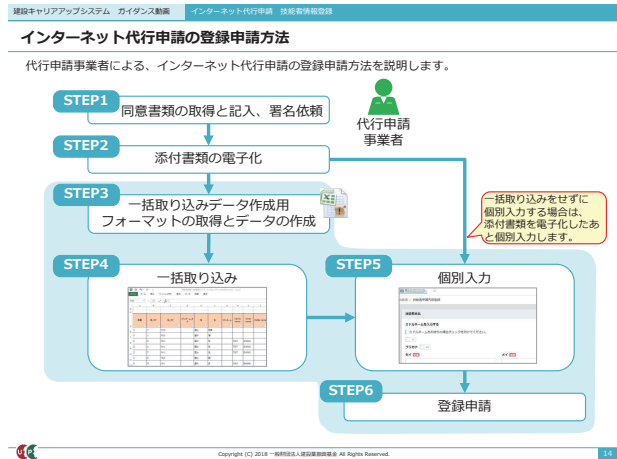 建設キャリアアップシステム　ガイダンス動画　インターネット代行申請　技能者情報登録
インターネット代行申請の登録申請方法
代行申請事業者による、インターネット代行申請の登録申請方法を説明します。
STEP1
同意書類の取得と記入、署名依頼
代行申請
事業者
STEP2
添付書類の電子化
STEP3
一括取り込みデータ作成用
フォーマットの取得とデータの作成
一括取り込みをせずに
個別入力する場合は、
添付書類を電子化したあ
と個別入力します。
STEP4
一括取り込み
STEP5
個別入力
STEP6
登録申請
Copyright (C) 2018 一般財団法人建設業振興基金 All Rights Reserved.
14